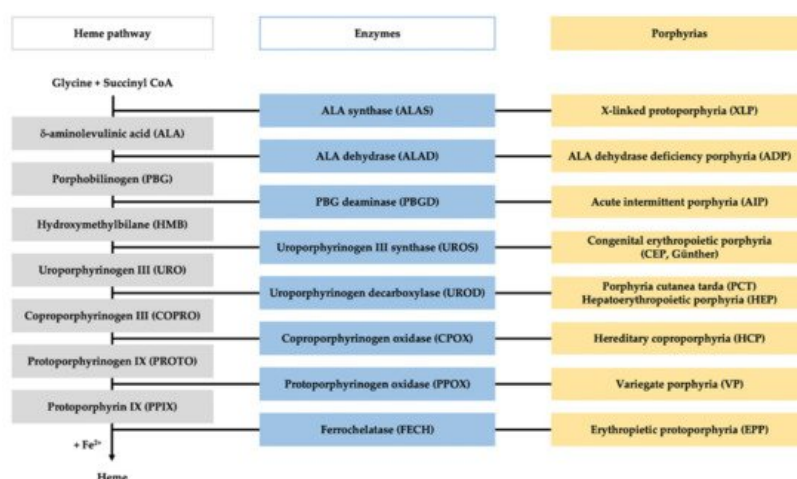 Heme pathway
Enzymes
Porphyrias
Glycine + Succinyl CoA
ALA synthase (ALAS)
X-linked protoporphyria (XLP)
δ-aminolevulinic acid (ALA)
ALA dehydrase (ALAD)
ALA dehydrase deficiency porphyria (ADP)
Porphobilinogen (PBG)
PBG deaminase (PBGD)
Acute intermittent porphyria (AIP)
Hydroxymethylbilane (HMB)
Uroporphyrinogen III synthase (UROS)
Congenital erythropoietic porphyria
(CEP, Günther)
Uroporphyrinogen III (URO)
Uroporphyrinogen decarboxylase (UROD)
Porphyria cutanea tarda (PCT)
Hepatoerythropoietic porphyria (HEP)
Coproporphyrinogen III (COPRO)
Coproporphyrinogen oxidase (CPOX)
Hereditary coproporphyria (HCP)
Protoporphyrinogen IX (PROTO)
Protoporphyrinogen oxidase (PPOX)
Variegate porphyria (VP)
Protoporphyrin IX (PPIX)
Ferrochelatase (FECH)
Erythropietic protoporphyria (EPP)
+ Fe²⁺
Heme